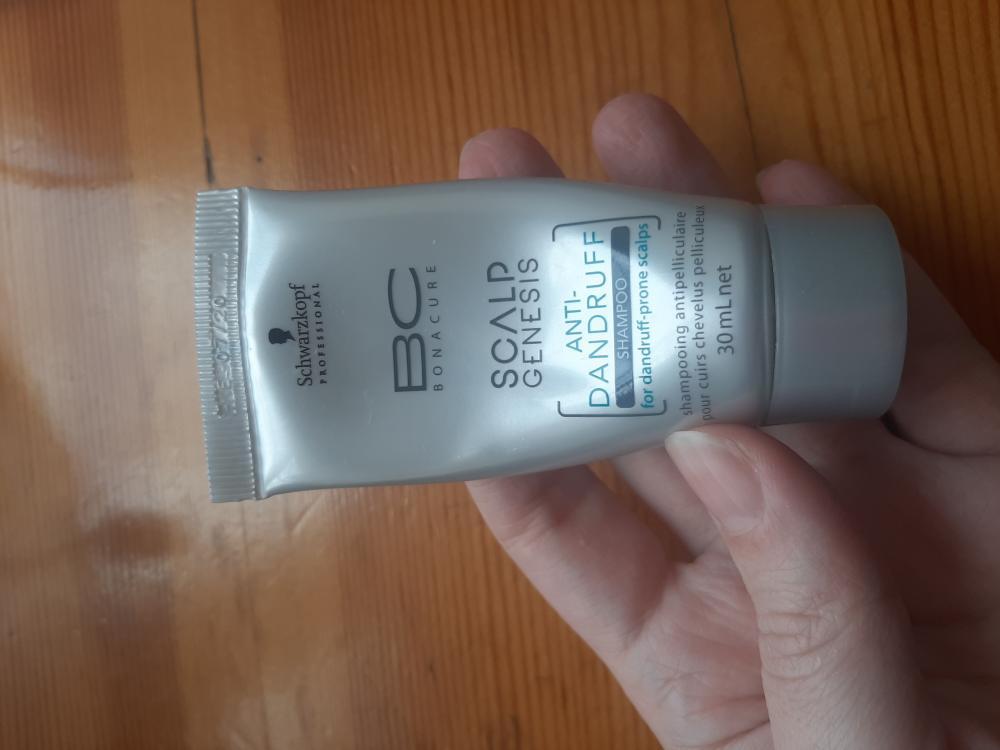 Schwarzkopf
PROFESSIONAL
BC
BONACURE
SCALP
GENESIS
ANTI-
DANDRUFF
SHAMPOO
for dandruff-prone scalps
shampooing antipelliculaire
pour cuirs chevelus pelliculeux
30 mL net